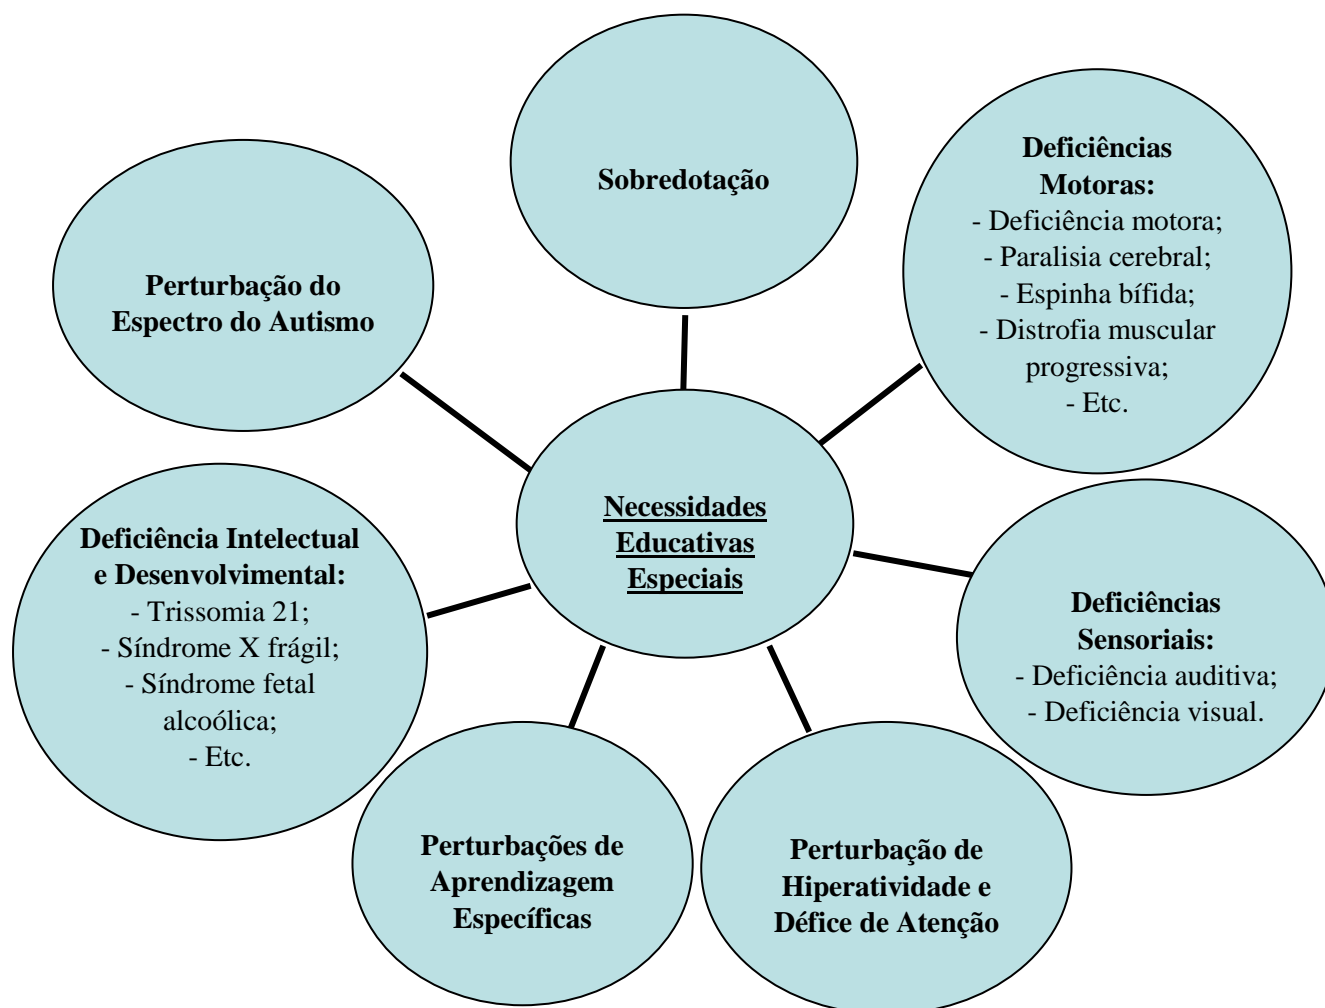 Sobredotação
Deficiências
Motoras:
- Deficiência motora;
- Paralisia cerebral;
- Espinha bífida;
- Distrofia muscular
progressiva;
- Etc.
Perturbação do
Espectro do Autismo
Necessidades
Educativas
Especiais
Deficiência Intelectual
e Desenvolvimental:
- Trissomia 21;
- Síndrome X frágil;
- Síndrome fetal
alcoólica;
- Etc.
Deficiências
Sensoriais:
- Deficiência auditiva;
- Deficiência visual.
Perturbações de
Aprendizagem
Específicas
Perturbação de
Hiperatividade e
Défice de Atenção